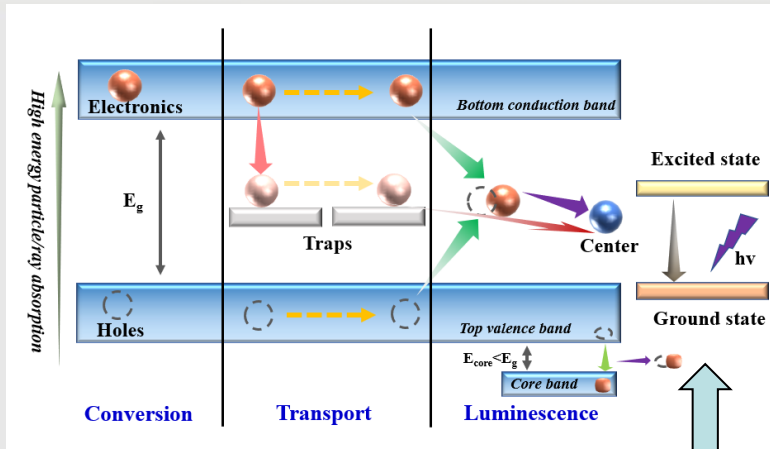 High energy particle/ray absorption
Electronics
Bottom conduction band
Eg
Traps
Excited state
Center
hv
Holes
Top valence band
Ground state
Ecore<Eg
Core band
Conversion
Transport
Luminescence